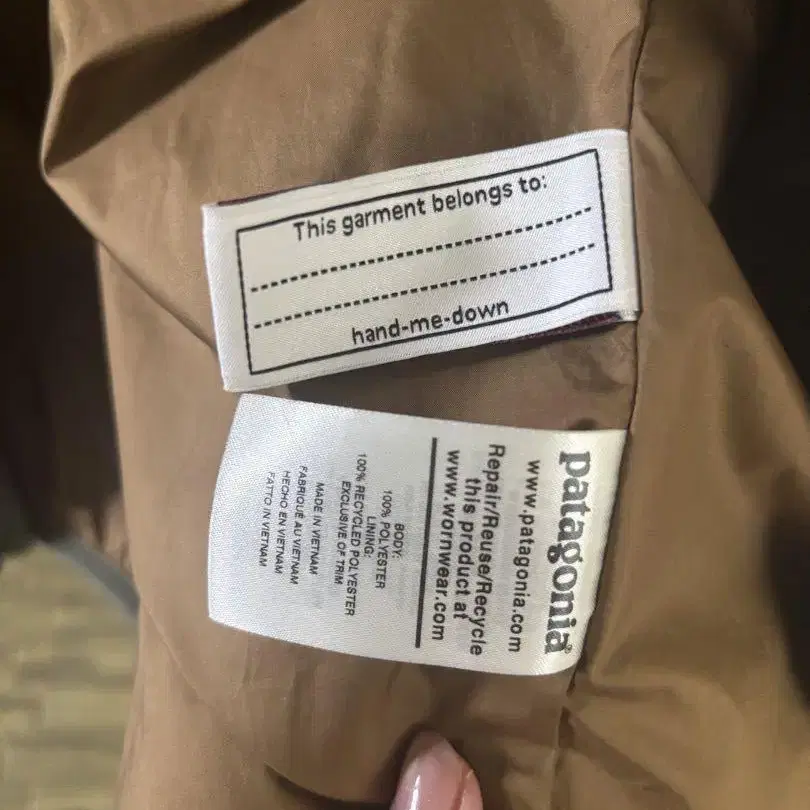 This garment belongs to:
hand-me-down
patagonia®
www.patagonia.com
Repair/Reuse/Recycle
this product at
www.wornwear.com
BODY:
100% POLYESTER
LINING:
100% RECYCLED POLYESTER
EXCLUSIVE OF TRIM
MADE IN VIETNAM
FABRIQUÉ AU VIETNAM
HECHO EN VIETNAM
FATTO IN VIETNAM